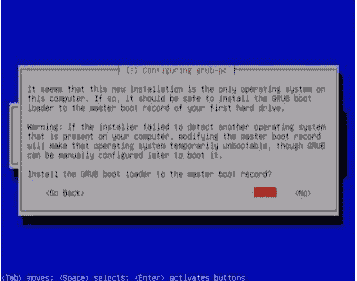 [!] Configuring grub-pc
It seems that this new installation is the only operating system on
this computer. If so, it should be safe to install the GRUB boot
loader to the master boot record of your first hard drive.
Warning: If the installer failed to detect another operating system
that is present on your computer, modifying the master boot record
will make that operating system temporarily unbootable, though GRUB
can be manually configured later to boot it.
Install the GRUB boot loader to the master boot record?
<Go Back>
<No>
<Tab> moves; <Space> selects; <Enter> activates buttons